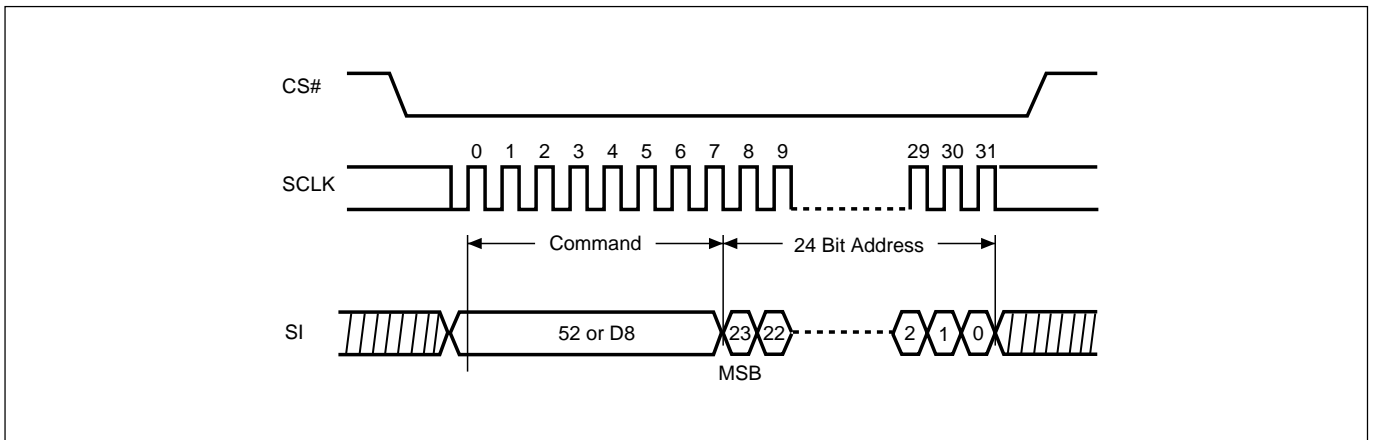 CS#
0 1 2 3 4 5 6 7 8 9 29 30 31
SCLK
Command 24 Bit Address
SI 52 or D8 23 22 2 1 0
MSB